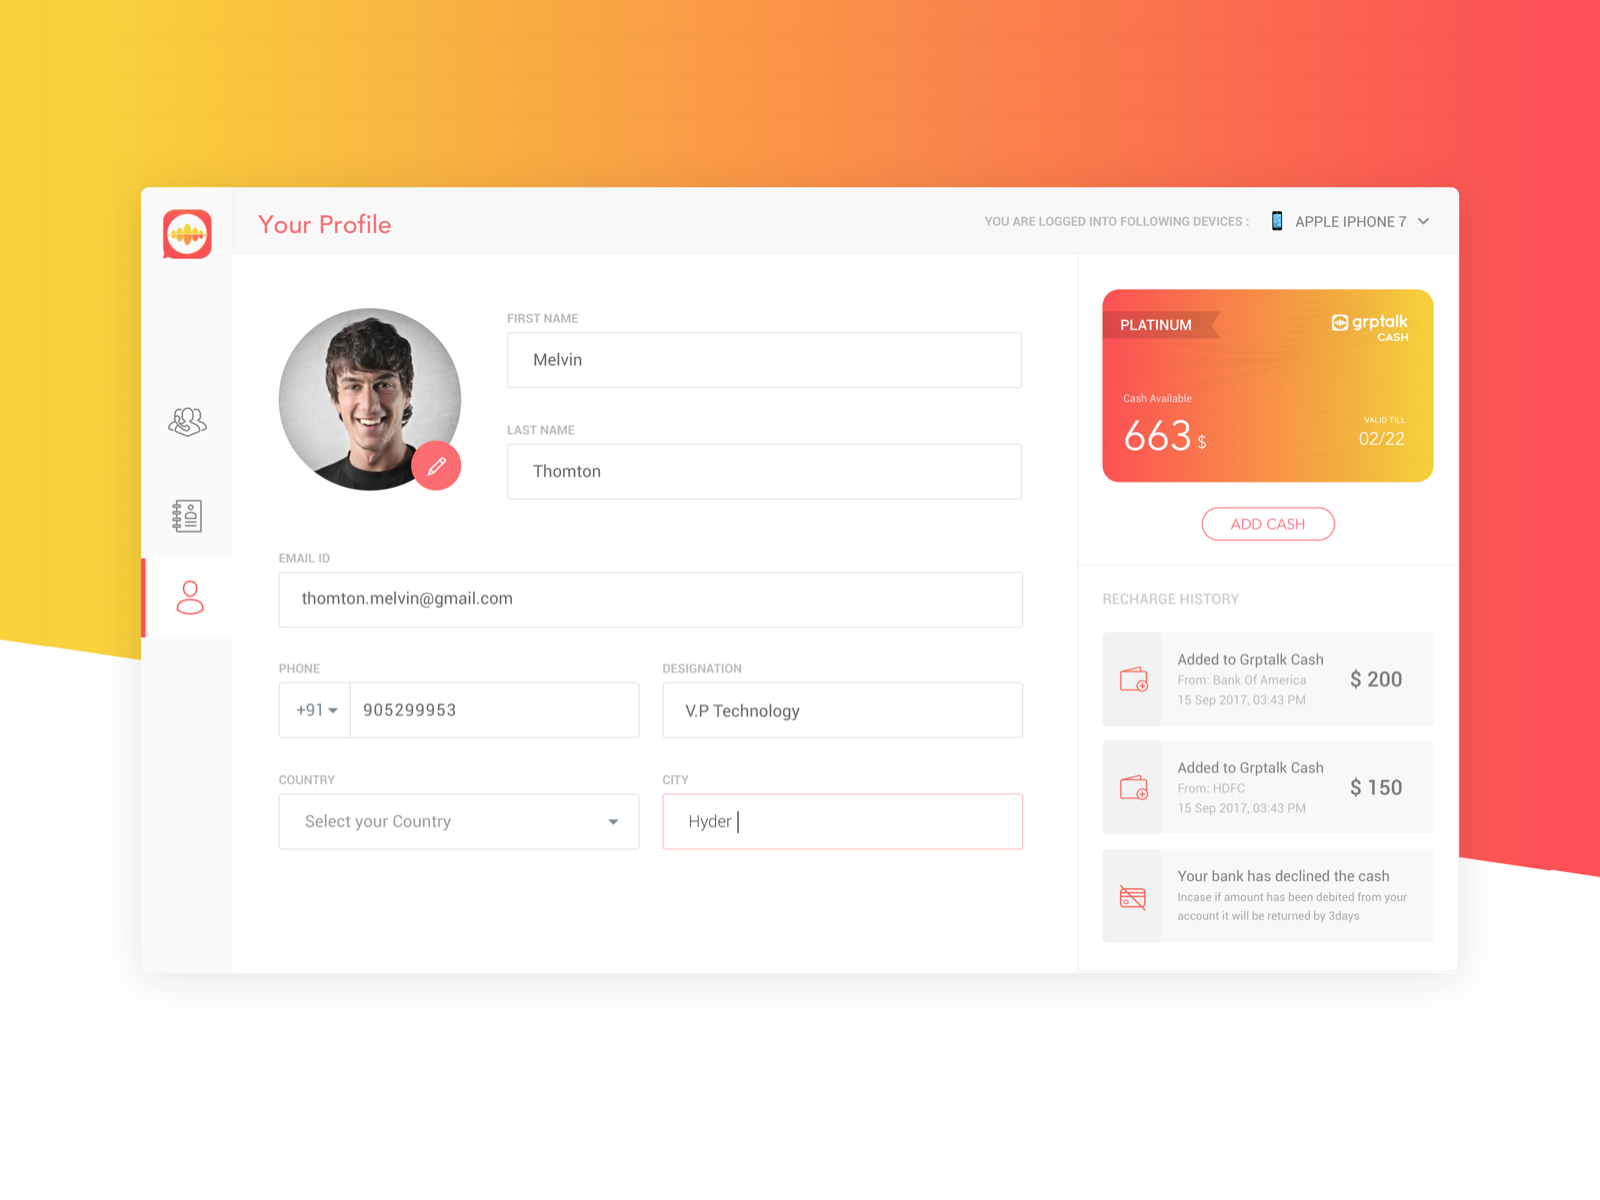 Your Profile
YOU ARE LOGGED INTO FOLLOWING DEVICES :
APPLE IPHONE 7
FIRST NAME
Melvin
LAST NAME
Thomton
EMAIL ID
thomton.melvin@gmail.com
PHONE
+91
905299953
DESIGNATION
V.P Technology
COUNTRY
Select your Country
CITY
Hyder
PLATINUM
grptalk
CASH
Cash Available
663 $
VALID TILL
02/22
ADD CASH
RECHARGE HISTORY
Added to Grptalk Cash
From: Bank Of America
15 Sep 2017, 03:43 PM
$ 200
Added to Grptalk Cash
From: HDFC
15 Sep 2017, 03:43 PM
$ 150
Your bank has declined the cash
Incase if amount has been debited from your
account it will be returned by 3days